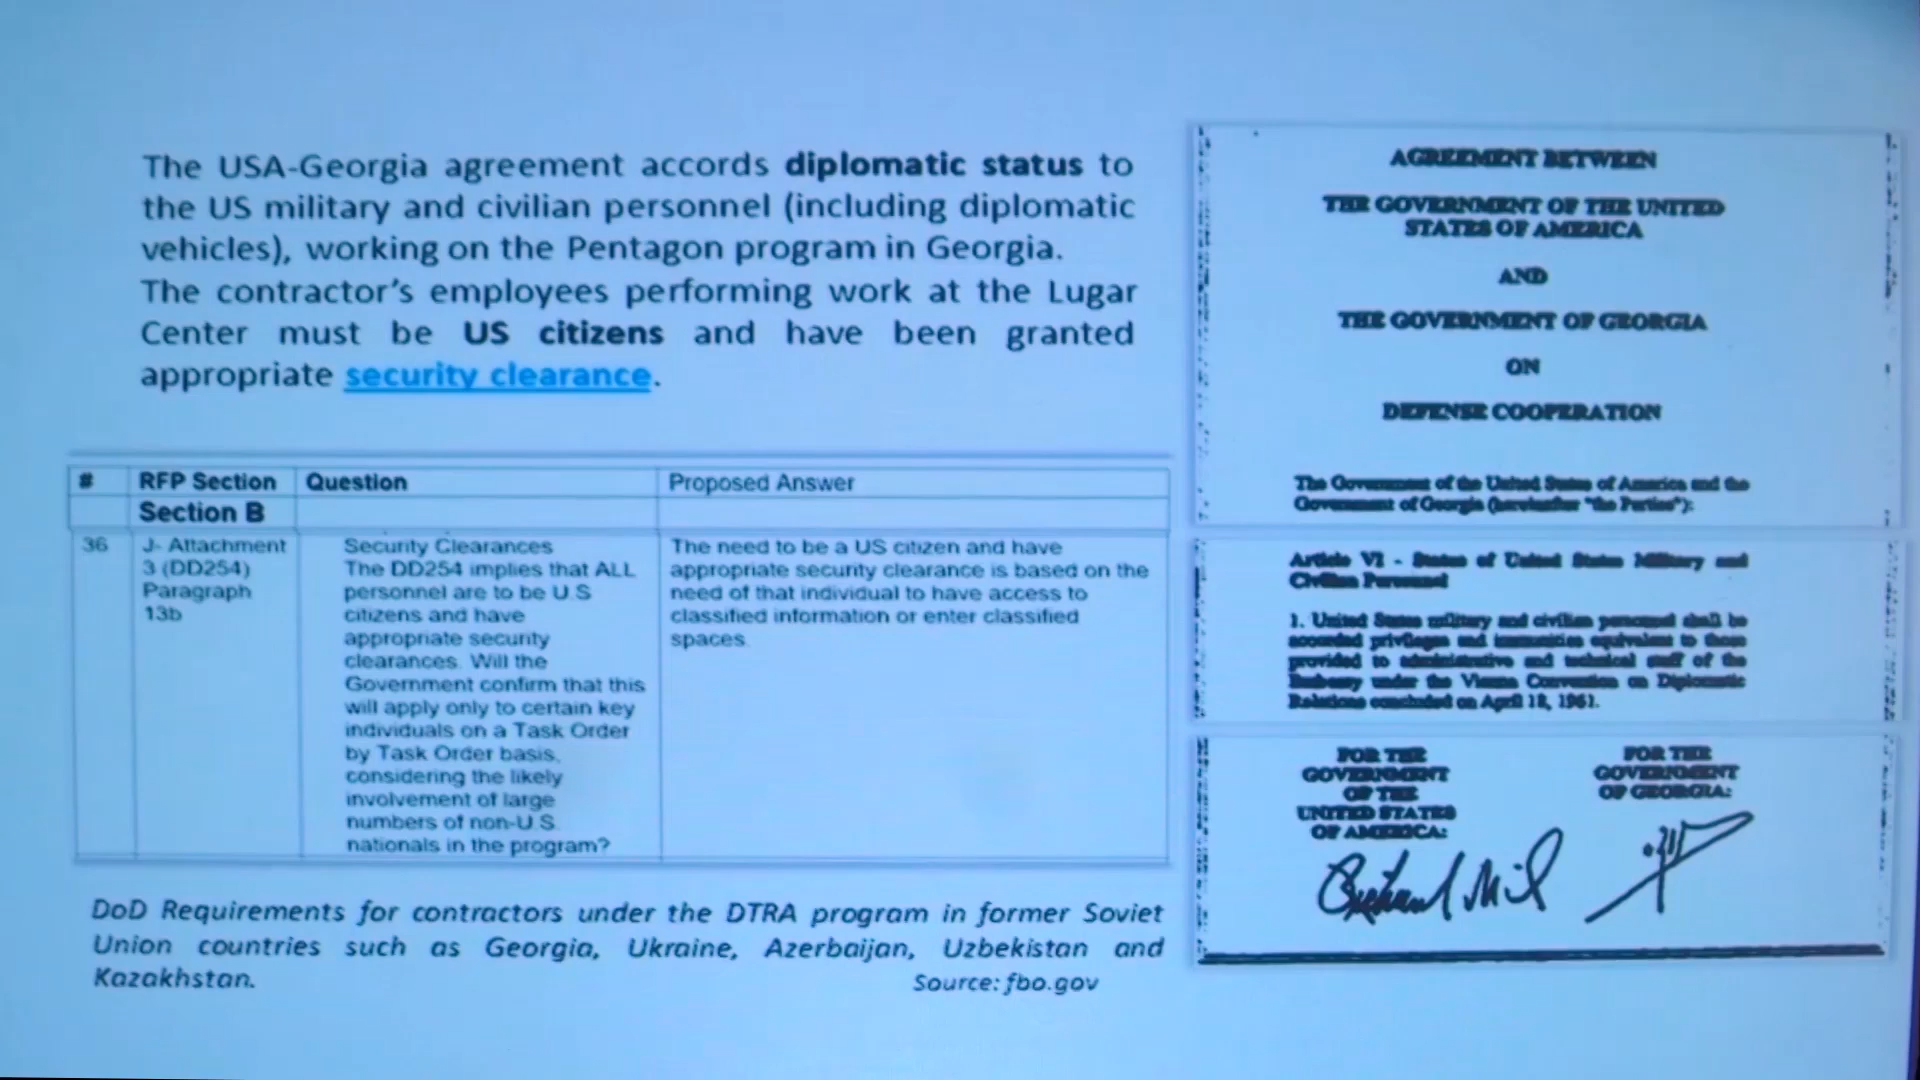 The USA-Georgia agreement accords diplomatic status to
the US military and civilian personnel (including diplomatic
vehicles), working on the Pentagon program in Georgia.
The contractor's employees performing work at the Lugar
Center must be US citizens and have been granted
appropriate security clearance.
# RFP Section Question Proposed Answer
Section B
36 J- Attachment 3 (DD254) Paragraph 13b
Security Clearances
The DD254 implies that ALL
personnel are to be U S
citizens and have
appropriate security
clearances. Will the
Government confirm that this
will apply only to certain key
individuals on a Task Order
by Task Order basis,
considering the likely
involvement of large
numbers of non-U.S.
nationals in the program?
The need to be a US citizen and have
appropriate security clearance is based on the
need of that individual to have access to
classified information or enter classified
spaces.
DoD Requirements for contractors under the DTRA program in former Soviet
Union countries such as Georgia, Ukraine, Azerbaijan, Uzbekistan and
Kazakhstan.
Source: fbo.gov
AGREEMENT BETWEEN
THE GOVERNMENT OF THE UNITED
STATES OF AMERICA
AND
THE GOVERNMENT OF GEORGIA
ON
DEFENSE COOPERATION
The Government of the United States of America and the
Government of Georgia (hereinafter "the Parties"):
Article VI - Status of United States Military and
Civilian Personnel
1. United States military and civilian personnel shall be
accorded privileges and immunities equivalent to those
provided to administrative and technical staff of the
Embassy under the Vienna Convention on Diplomatic
Relations concluded on April 18, 1961.
FOR THE
GOVERNMENT
OF THE
UNITED STATES
OF AMERICA:
FOR THE
GOVERNMENT
OF GEORGIA: